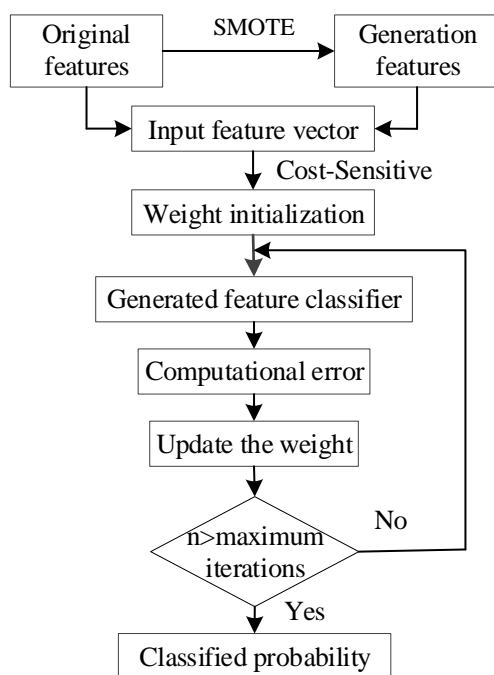 Original
features
SMOTE
Generation
features
Input feature vector
Cost-Sensitive
Weight initialization
Generated feature classifier
Computational error
Update the weight
n>maximum
iterations
No
Yes
Classified probability